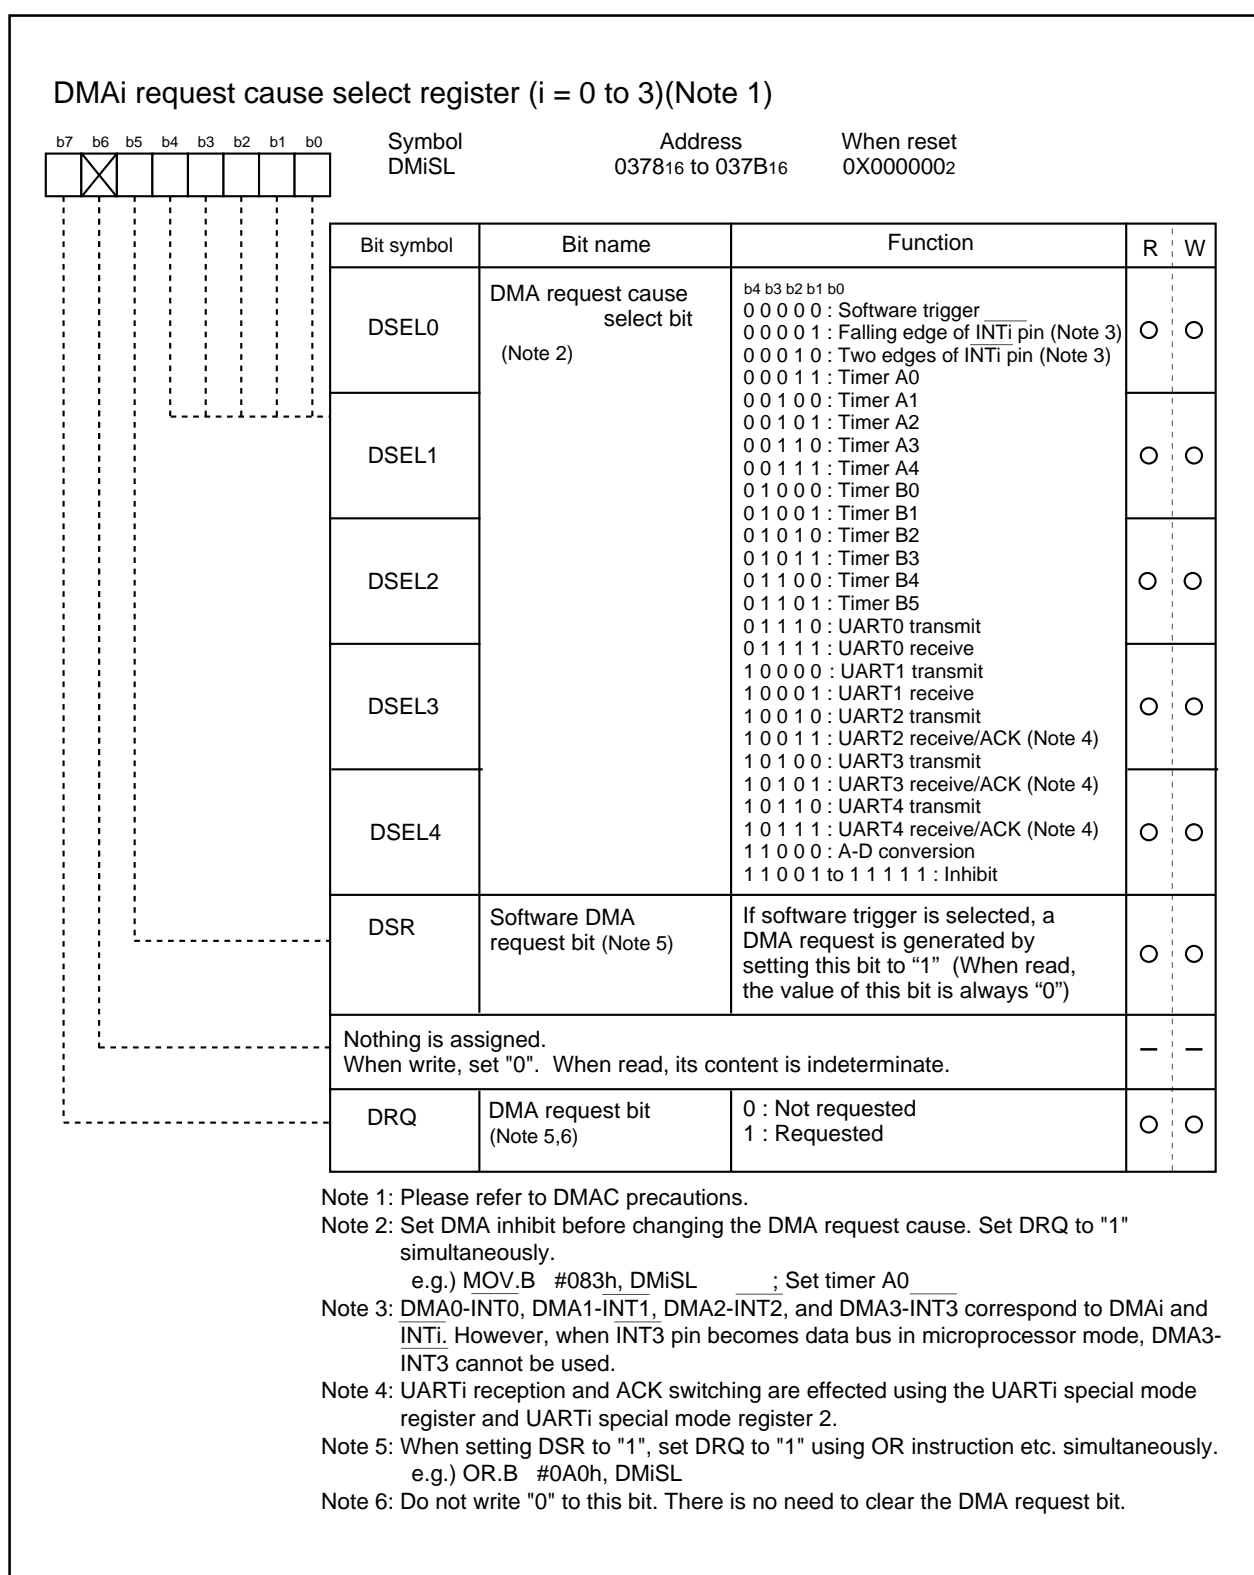 DMAi request cause select register (i = 0 to 3)(Note 1)
b7 b6 b5 b4 b3 b2 b1 b0
Symbol Address When reset
DMiSL 037816 to 037B16 0X0000002
Bit symbol Bit name Function R W
DSEL0
DMA request cause
select bit
(Note 2)
b4 b3 b2 b1 b0
0 0 0 0 0 : Software trigger
0 0 0 0 1 : Falling edge of INTi pin (Note 3)
0 0 0 1 0 : Two edges of INTi pin (Note 3)
0 0 0 1 1 : Timer A0
0 0 1 0 0 : Timer A1
0 0 1 0 1 : Timer A2
0 0 1 1 0 : Timer A3
0 0 1 1 1 : Timer A4
0 1 0 0 0 : Timer B0
0 1 0 0 1 : Timer B1
0 1 0 1 0 : Timer B2
0 1 0 1 1 : Timer B3
0 1 1 0 0 : Timer B4
0 1 1 0 1 : Timer B5
0 1 1 1 0 : UART0 transmit
0 1 1 1 1 : UART0 receive
1 0 0 0 0 : UART1 transmit
1 0 0 0 1 : UART1 receive
1 0 0 1 0 : UART2 transmit
1 0 0 1 1 : UART2 receive/ACK (Note 4)
1 0 1 0 0 : UART3 transmit
1 0 1 0 1 : UART3 receive/ACK (Note 4)
1 0 1 1 0 : UART4 transmit
1 0 1 1 1 : UART4 receive/ACK (Note 4)
1 1 0 0 0 : A-D conversion
1 1 0 0 1 to 1 1 1 1 1 : Inhibit
DSEL1
DSEL2
DSEL3
DSEL4
DSR
Software DMA
request bit (Note 5)
If software trigger is selected, a
DMA request is generated by
setting this bit to “1” (When read,
the value of this bit is always “0”)
Nothing is assigned.
When write, set "0". When read, its content is indeterminate.
– –
DRQ
DMA request bit
(Note 5,6)
0 : Not requested
1 : Requested
Note 1: Please refer to DMAC precautions.
Note 2: Set DMA inhibit before changing the DMA request cause. Set DRQ to "1"
simultaneously.
e.g.) MOV.B #083h, DMiSL ; Set timer A0
Note 3: DMA0-INT0, DMA1-INT1, DMA2-INT2, and DMA3-INT3 correspond to DMAi and
INTi. However, when INT3 pin becomes data bus in microprocessor mode, DMA3-
INT3 cannot be used.
Note 4: UARTi reception and ACK switching are effected using the UARTi special mode
register and UARTi special mode register 2.
Note 5: When setting DSR to "1", set DRQ to "1" using OR instruction etc. simultaneously.
e.g.) OR.B #0A0h, DMiSL
Note 6: Do not write "0" to this bit. There is no need to clear the DMA request bit.